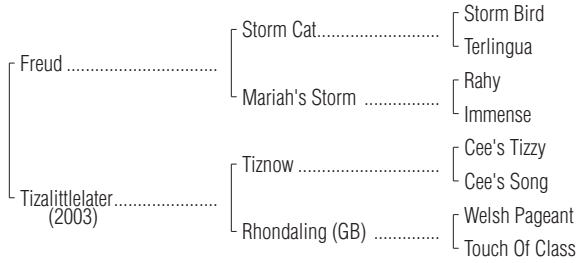 Storm Bird
Storm Cat..........................
Terlingua
Freud ................................
Rahy
Mariah's Storm ................
Immense
Cee's Tizzy
Tiznow ..............................
Cee's Song
Tizalittlelater......................
(2003)
Welsh Pageant
Rhondaling (GB) ..............
Touch Of Class